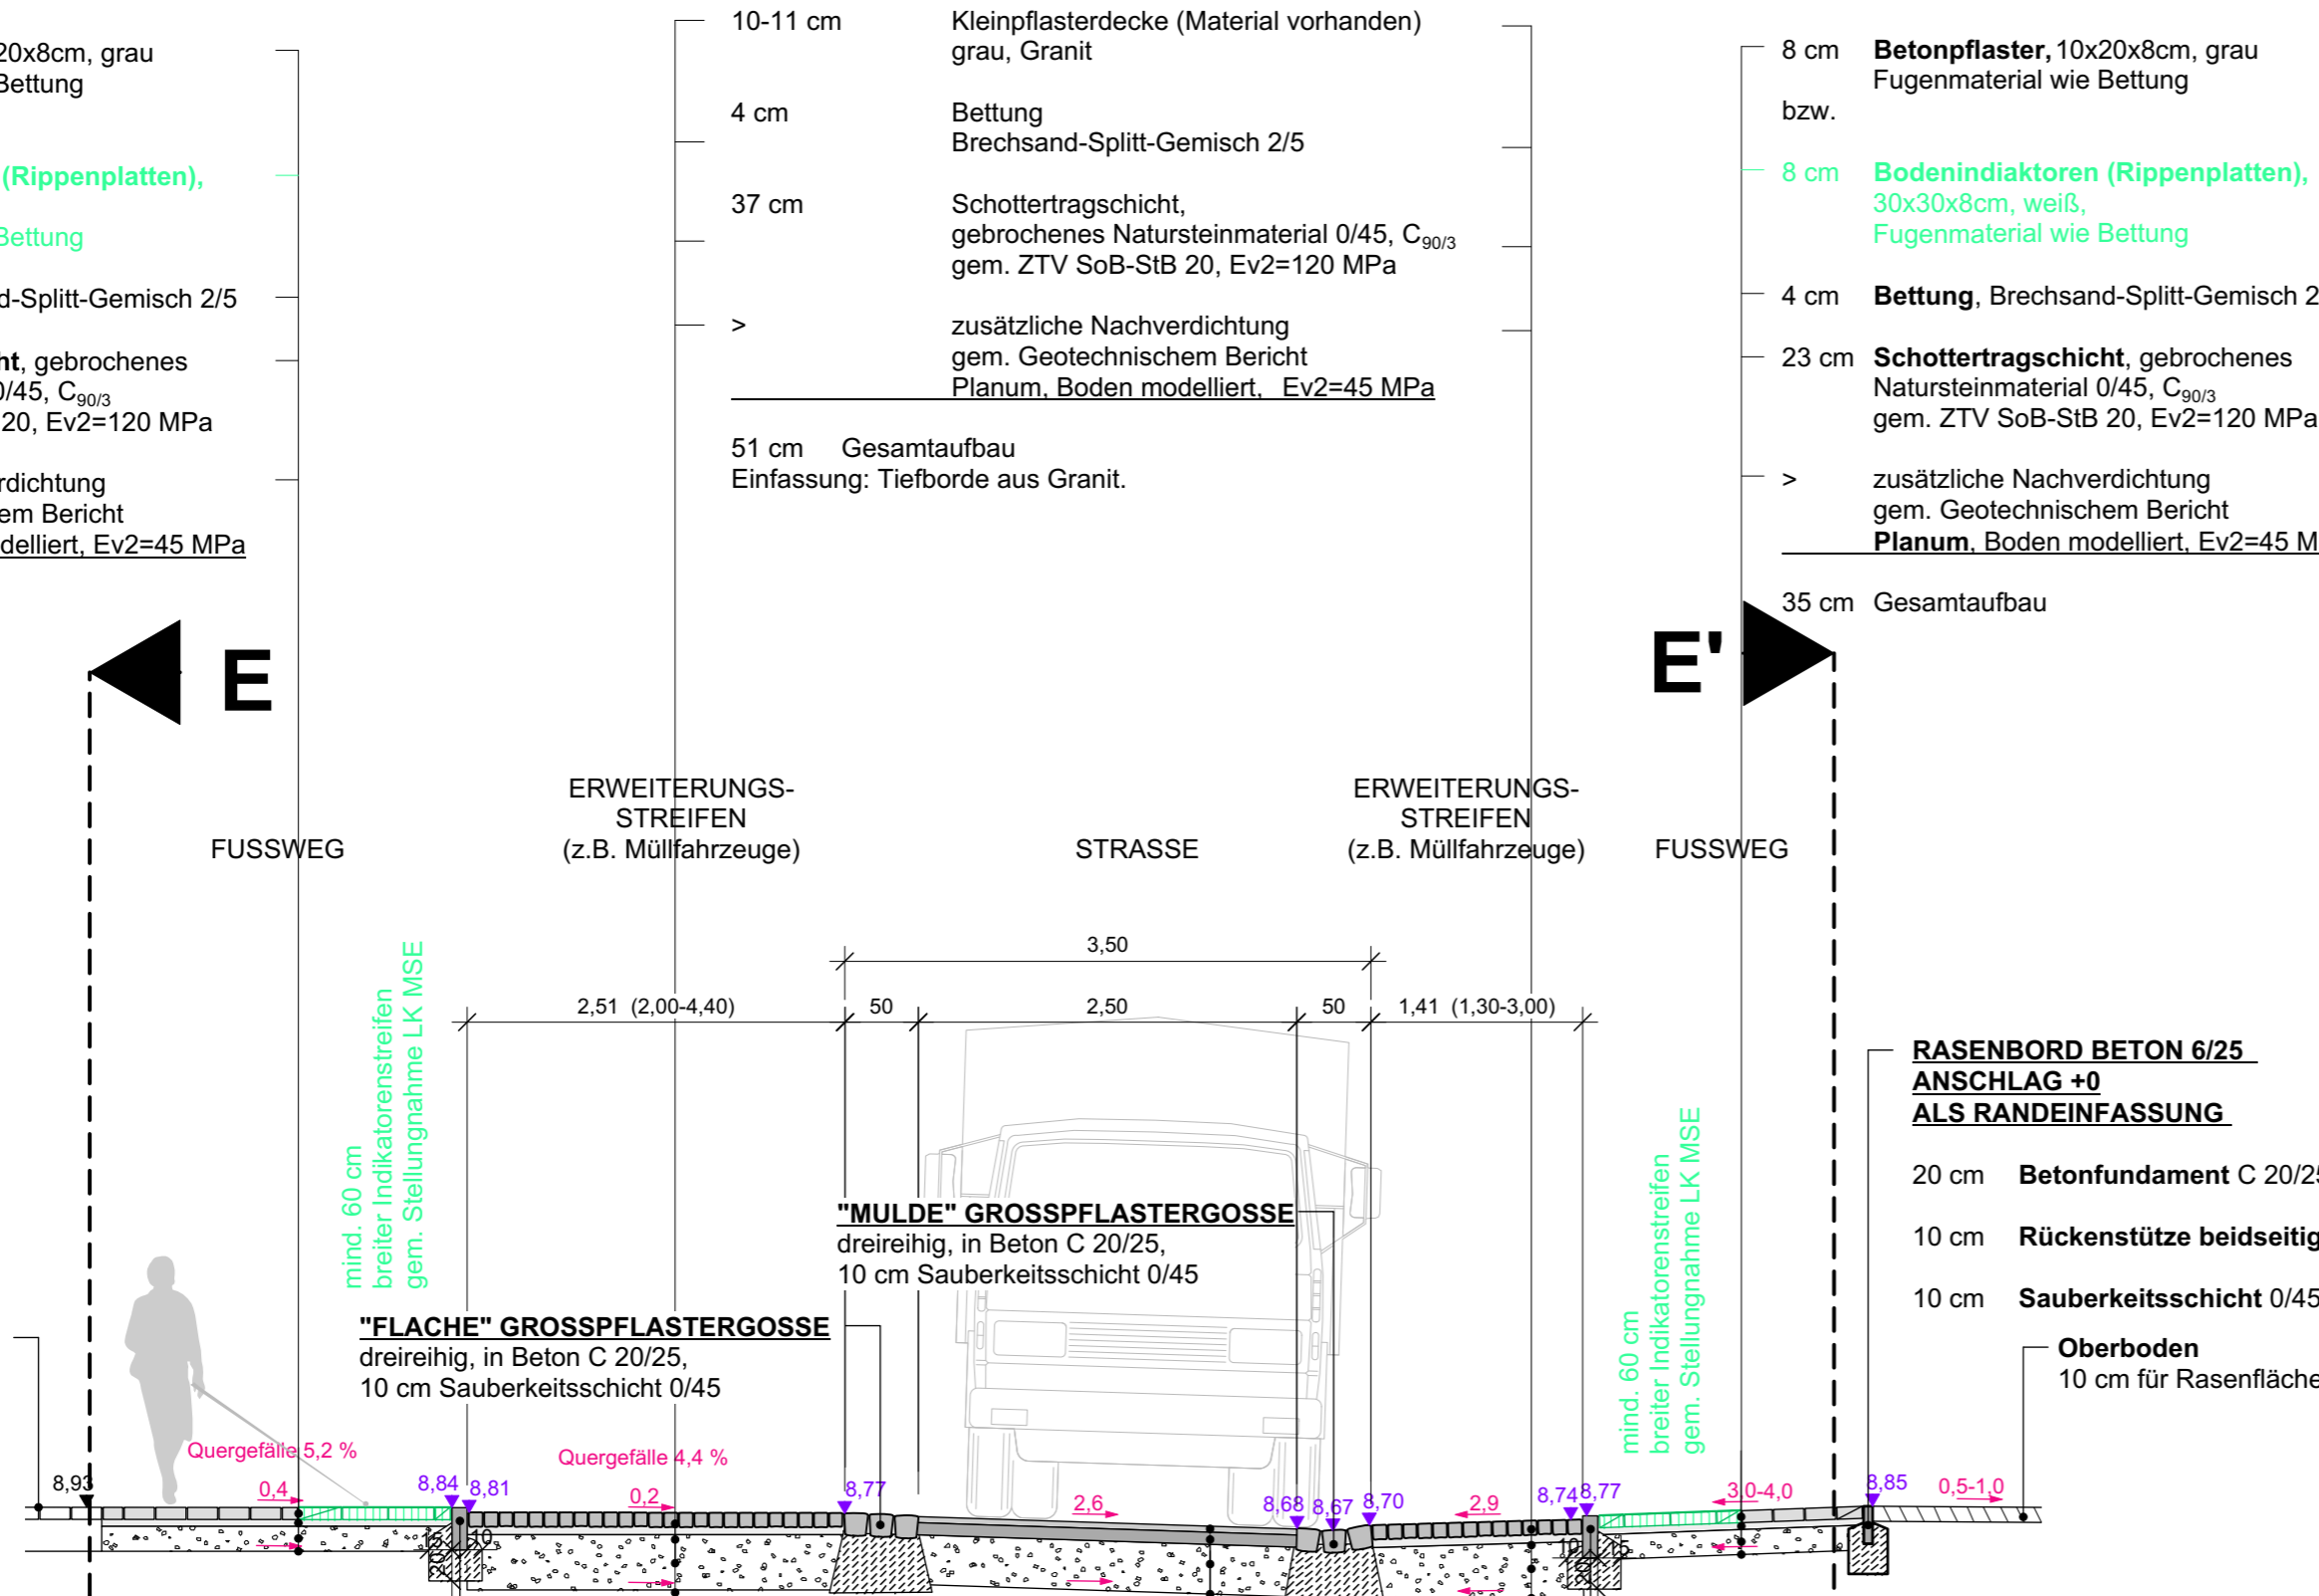 20x8cm, grau
Bettung
(Rippenplatten),
Bettung
d-Splitt-Gemisch 2/5
ht, gebrochenes
0/45, C90/3
20, Ev2=120 MPa
rdichtung
em Bericht
delliert, Ev2=45 MPa
10-11 cm Kleinpflasterdecke (Material vorhanden)
grau, Granit
4 cm Bettung
Brechsand-Splitt-Gemisch 2/5
37 cm Schottertragschicht,
gebrochenes Natursteinmaterial 0/45, C90/3
gem. ZTV SoB-StB 20, Ev2=120 MPa
> zusätzliche Nachverdichtung
gem. Geotechnischem Bericht
Planum, Boden modelliert, Ev2=45 MPa
51 cm Gesamtaufbau
Einfassung: Tiefborde aus Granit.
8 cm Betonpflaster, 10x20x8cm, grau
Fugenmaterial wie Bettung
bzw.
8 cm Bodenindiaktoren (Rippenplatten),
30x30x8cm, weiß,
Fugenmaterial wie Bettung
4 cm Bettung, Brechsand-Splitt-Gemisch 2
23 cm Schottertragschicht, gebrochenes
Natursteinmaterial 0/45, C90/3
gem. ZTV SoB-StB 20, Ev2=120 MPa
> zusätzliche Nachverdichtung
gem. Geotechnischem Bericht
Planum, Boden modelliert, Ev2=45 M
35 cm Gesamtaufbau
E
E'
FUSSWEG
ERWEITERUNGS-
STREIFEN
(z.B. Müllfahrzeuge)
STRASSE
ERWEITERUNGS-
STREIFEN
(z.B. Müllfahrzeuge)
FUSSWEG
3,50
2,51 (2,00-4,40) 50 2,50 50 1,41 (1,30-3,00)
mind. 60 cm
breiter Indikatorenstreifen
gem. Stellungnahme LK MSE
"MULDE" GROSSPFLASTERGOSSE
dreireihig, in Beton C 20/25,
10 cm Sauberkeitsschicht 0/45
"FLACHE" GROSSPFLASTERGOSSE
dreireihig, in Beton C 20/25,
10 cm Sauberkeitsschicht 0/45
mind. 60 cm
breiter Indikatorenstreifen
gem. Stellungnahme LK MSE
RASENBORD BETON 6/25
ANSCHLAG +0
ALS RANDEINFASSUNG
20 cm Betonfundament C 20/25
10 cm Rückenstütze beidseitig
10 cm Sauberkeitsschicht 0/45
Oberboden
10 cm für Rasenfläche
Quergefälle 5,2 %
Quergefälle 4,4 %
8,93 0,4 8,84 8,81 0,2 8,77 2,6 8,68 8,67 8,70 2,9 8,74 8,77 3,0-4,0 8,85 0,5-1,0
10
10 15
20